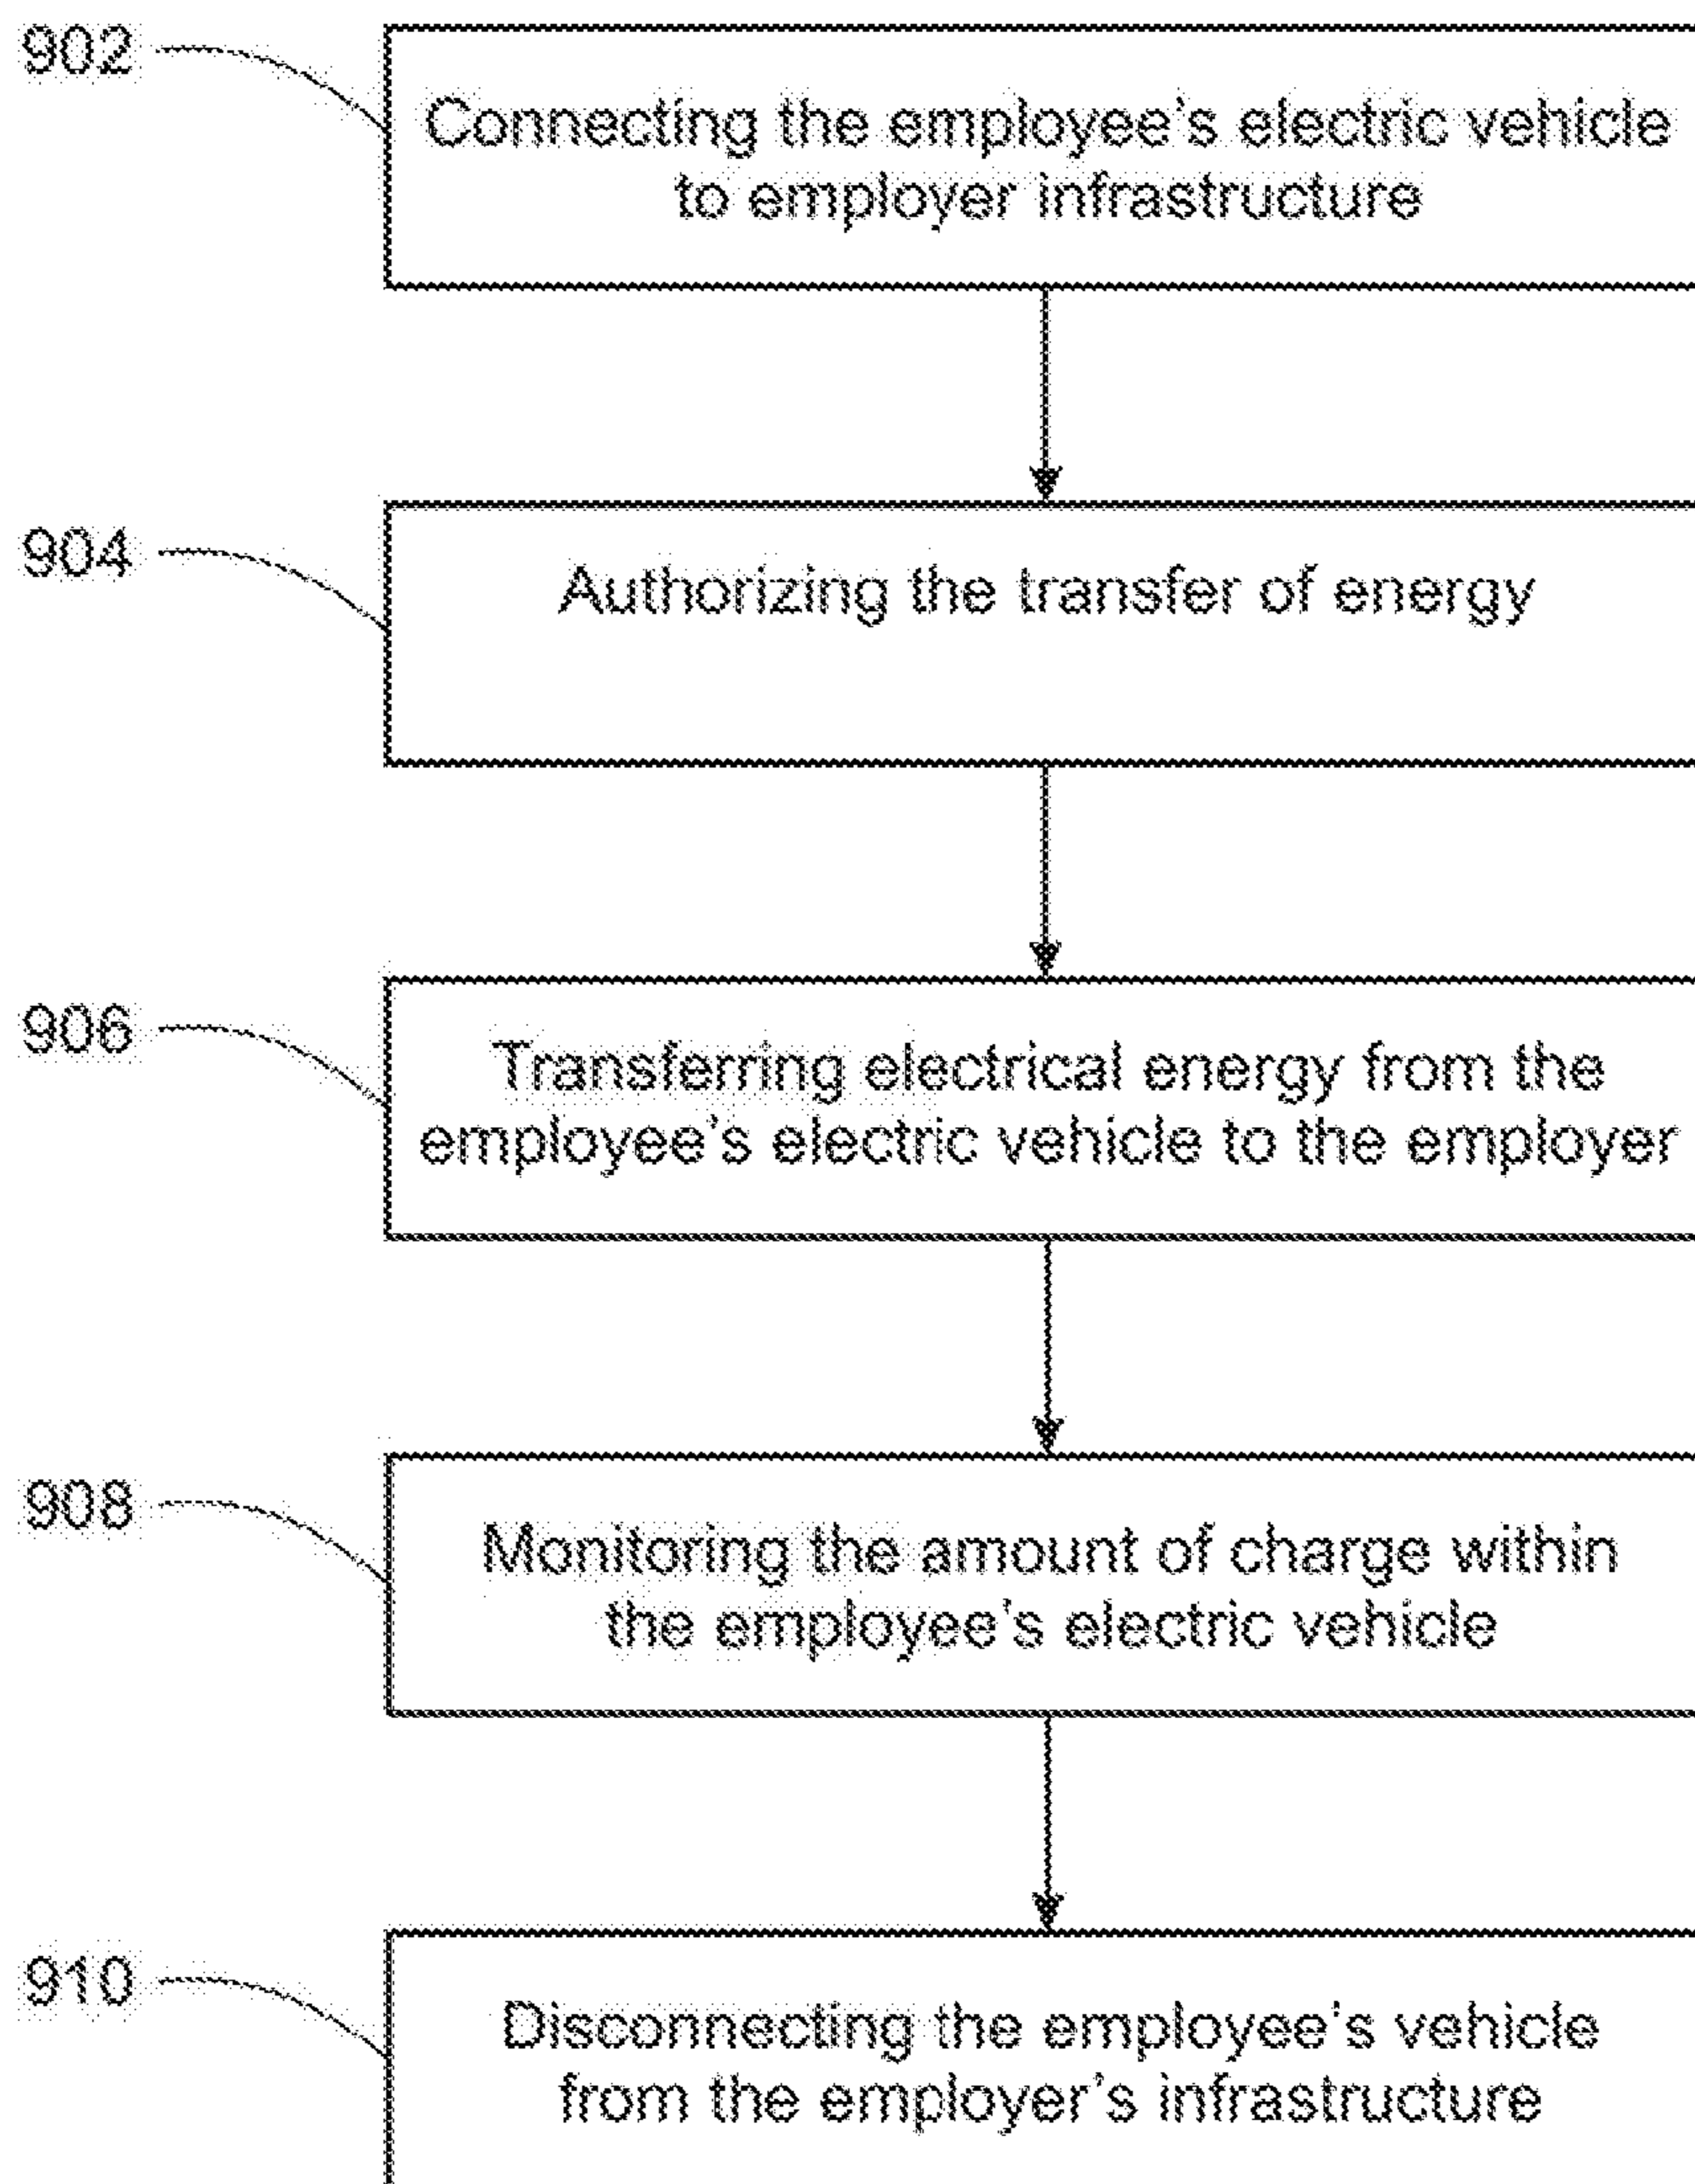 902
Connecting the employee's electric vehicle
to employer infrastructure
904
Authorizing the transfer of energy
906
Transferring electrical energy from the
employee's electric vehicle to the employer
908
Monitoring the amount of charge within
the employee's electric vehicle
910
Disconnecting the employee's vehicle
from the employer's infrastructure